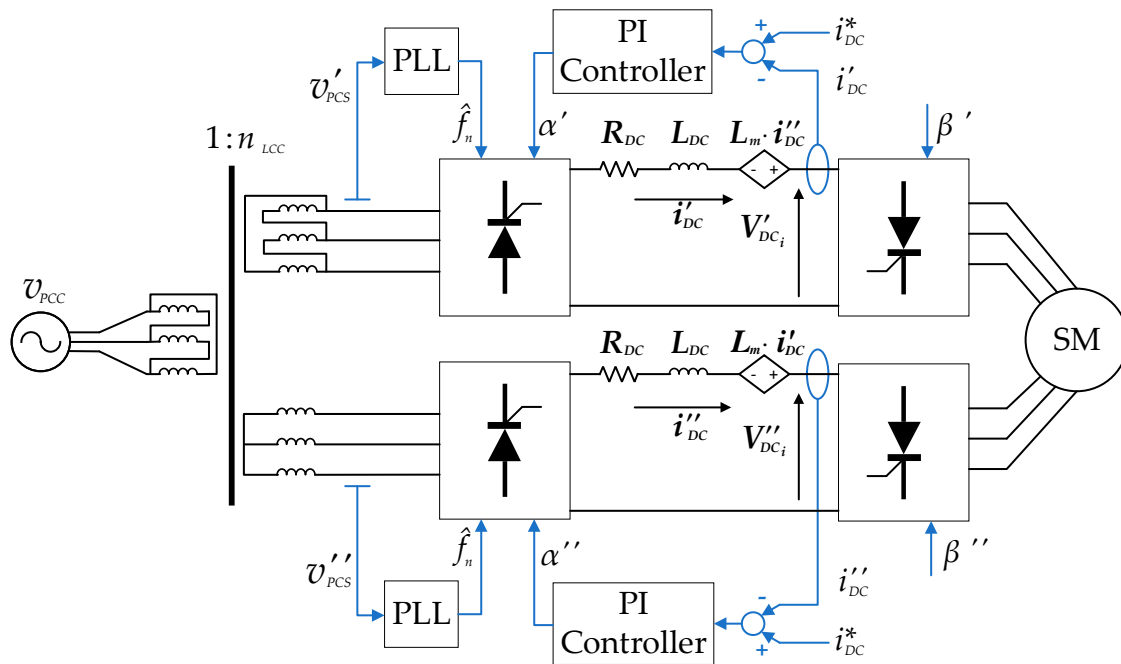 PLL
PI
Controller
+
-
i*DC
i′DC
v′PCS
f̂n
α′
β ′
1:n LCC
RDC
LDC
Lm· i′′DC
- +
i′DC
V′DCi
vPCC
SM
RDC
LDC
Lm· i′DC
- +
i′′DC
V′′DCi
v′′PCS
f̂n
α′′
β ′′
PLL
PI
Controller
-
+
i′′DC
i*DC